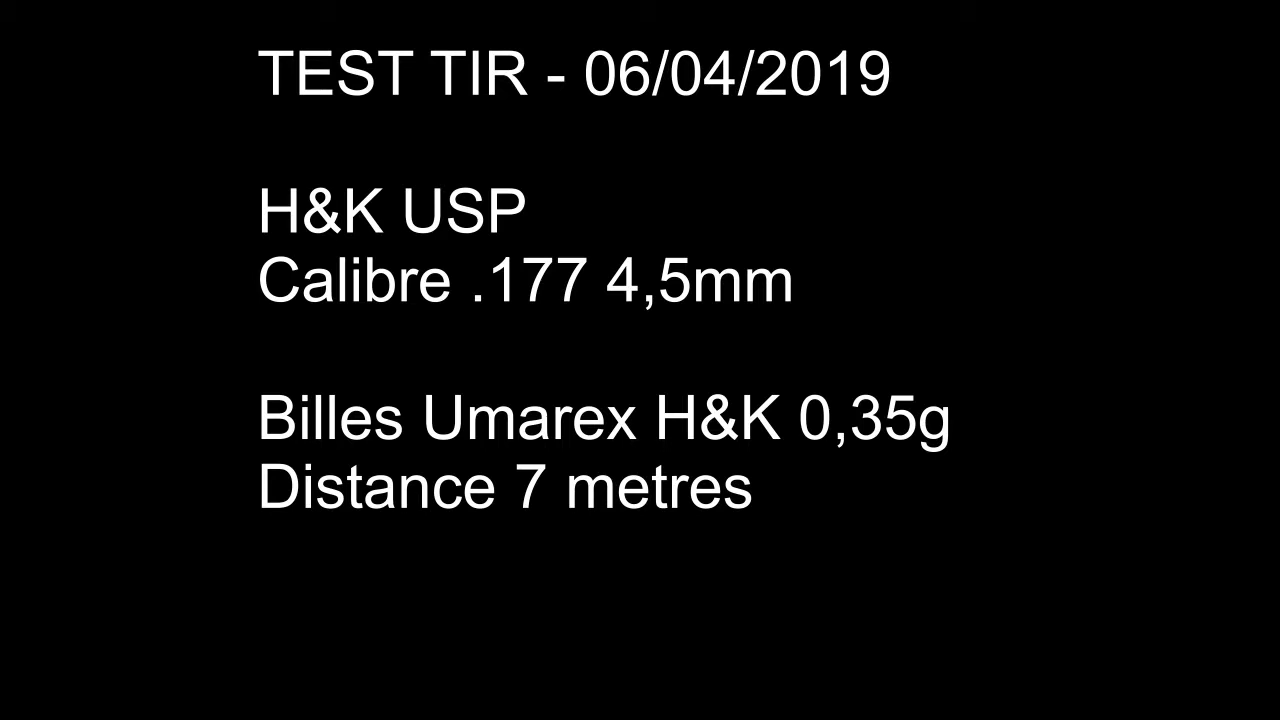 TEST TIR - 06/04/2019
H&K USP
Calibre .177 4,5mm
Billes Umarex H&K 0,35g
Distance 7 metres